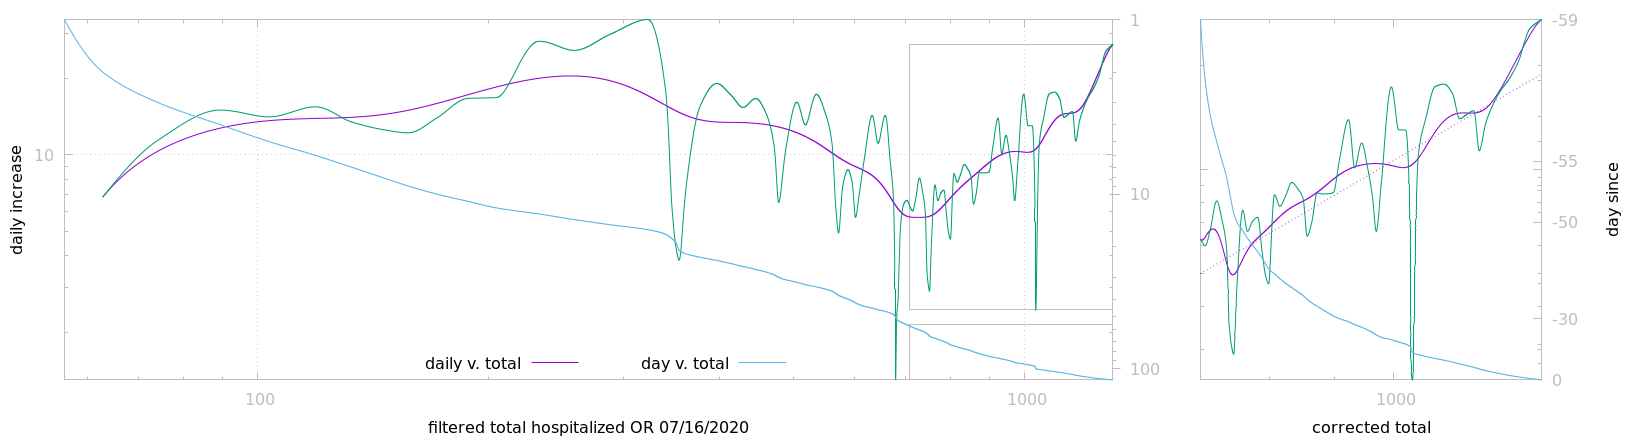 1
-59
10
daily increase
-55
10
-50
day since
-30
daily v. total
day v. total
100
0
100
1000
1000
filtered total hospitalized OR 07/16/2020
corrected total